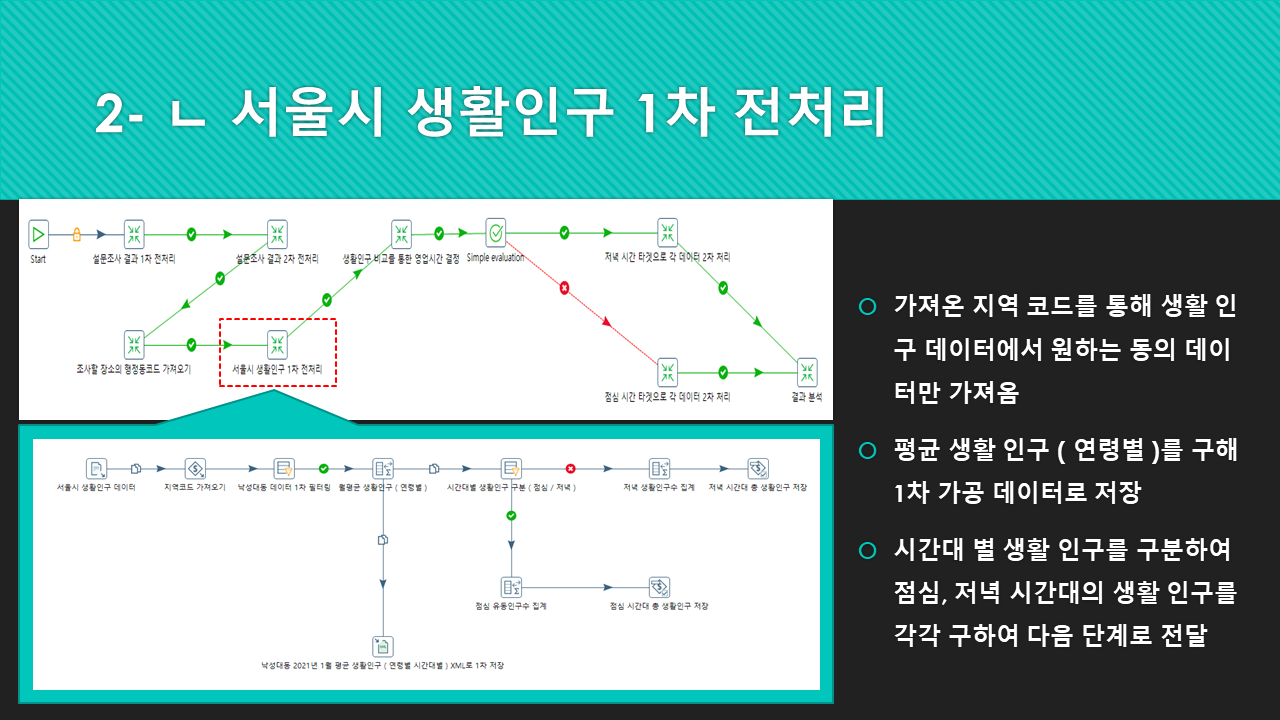 2- ㄴ 서울시 생활인구 1차 전처리
Start
설문조사 결과 1차 전처리
설문조사 결과 2차 전처리
생활인구 비교를 통한 영업시간 결정
Simple evaluation
저녁 시간 타겟으로 각 데이터 2차 처리
조사할 장소의 행정동코드 가져오기
서울시 생활인구 1차 전처리
점심 시간 타겟으로 각 데이터 2차 처리
결과 분석
서울시 생활인구 데이터
지역코드 가져오기
낙성대동 데이터 1차 필터링
월평균 생활인구 ( 연령별 )
시간대별 생활인구 구분 ( 점심 / 저녁 )
저녁 생활인구수 집계
저녁 시간대 총 생활인구 저장
점심 유동인구수 집계
점심 시간대 총 생활인구 저장
낙성대동 2021년 1월 평균 생활인구 ( 연령별 시간대별 ) XML로 1차 저장
가져온 지역 코드를 통해 생활 인
구 데이터에서 원하는 동의 데이
터만 가져옴
평균 생활 인구 ( 연령별 )를 구해
1차 가공 데이터로 저장
시간대 별 생활 인구를 구분하여
점심, 저녁 시간대의 생활 인구를
각각 구하여 다음 단계로 전달